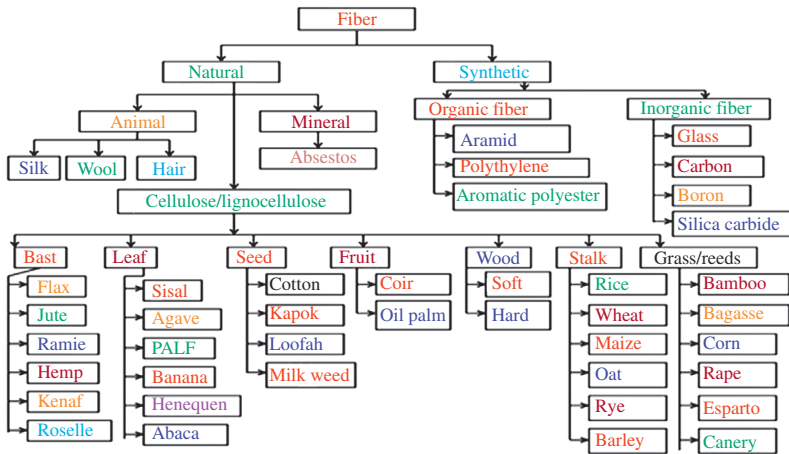 Fiber
Natural
Synthetic
Animal
Mineral
Organic fiber
Inorganic fiber
Silk
Wool
Hair
Absestos
Aramid
Polythylene
Aromatic polyester
Glass
Carbon
Boron
Silica carbide
Cellulose/lignocellulose
Bast
Leaf
Seed
Fruit
Wood
Stalk
Grass/reeds
Flax
Jute
Ramie
Hemp
Kenaf
Roselle
Sisal
Agave
PALF
Banana
Henequen
Abaca
Cotton
Kapok
Loofah
Milk weed
Coir
Oil palm
Soft
Hard
Rice
Wheat
Maize
Oat
Rye
Barley
Bamboo
Bagasse
Corn
Rape
Esparto
Canery